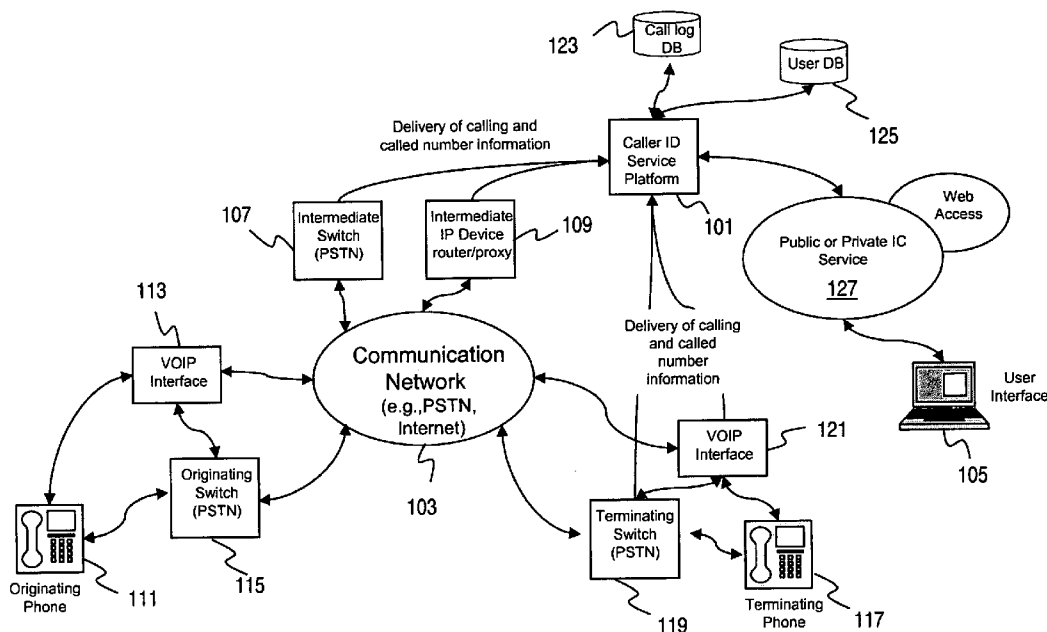 123
Call log
DB
User DB
125
Delivery of calling and
called number information
Caller ID
Service
Platform
101
Web
Access
107
Intermediate
Switch
(PSTN)
Intermediate
IP Device
router/proxy
109
Public or Private IC
Service
127
113
VOIP
Interface
Communication
Network
(e.g.,PSTN,
Internet)
103
Delivery of calling
and called
number
information
User
Interface
105
VOIP
Interface
121
Originating
Switch
(PSTN)
115
Originating
Phone
111
Terminating
Switch
(PSTN)
119
Terminating
Phone
117